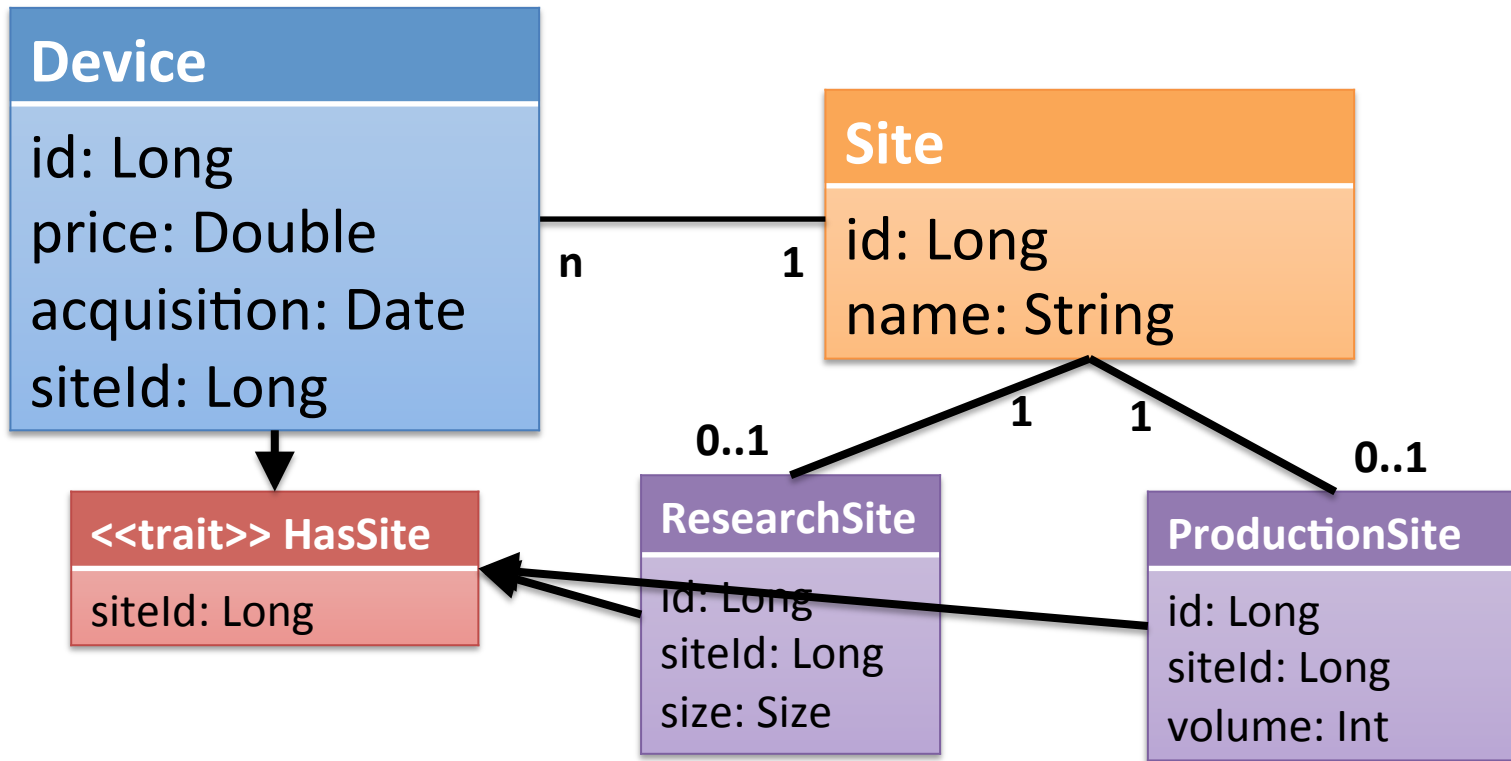 Device
id: Long
price: Double
acquisition: Date
siteId: Long
n
1
Site
id: Long
name: String
1
1
0..1
0..1
<<trait>> HasSite
siteId: Long
ResearchSite
id: Long
siteId: Long
size: Size
ProductionSite
id: Long
siteId: Long
volume: Int